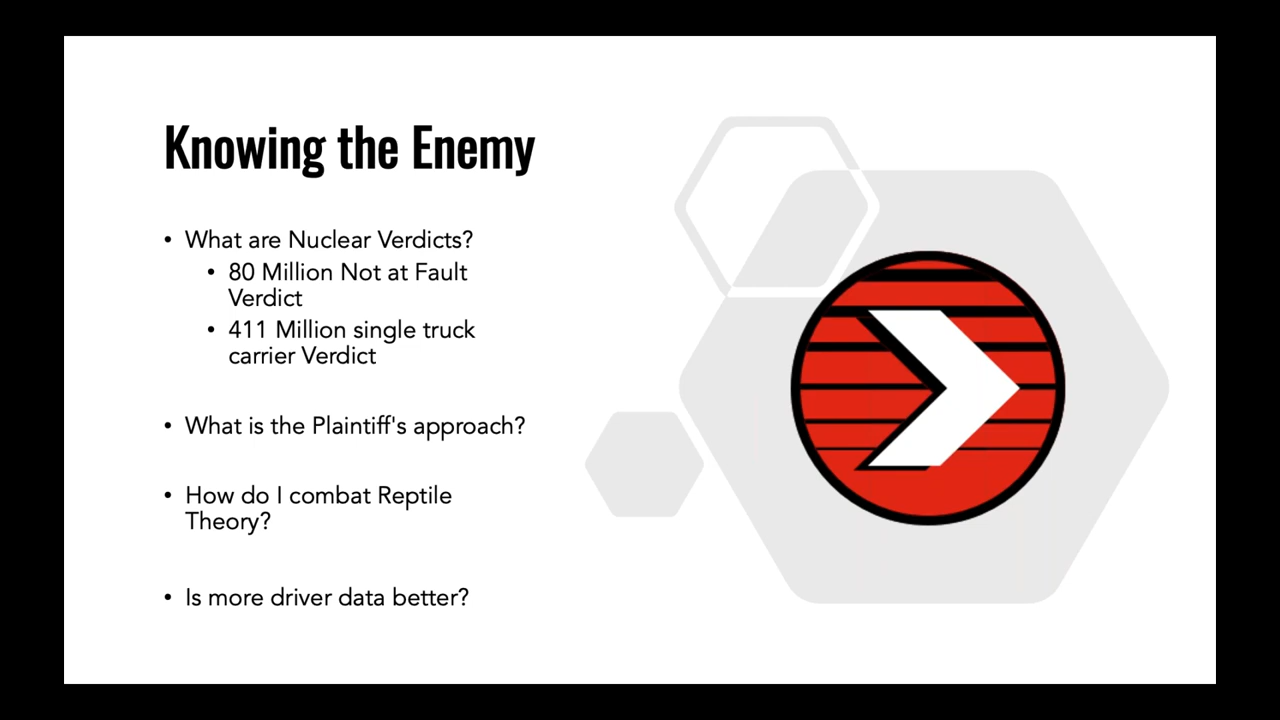 Knowing the Enemy
• What are Nuclear Verdicts?
• 80 Million Not at Fault
Verdict
• 411 Million single truck
carrier Verdict
• What is the Plaintiff's approach?
• How do I combat Reptile
Theory?
• Is more driver data better?